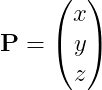 P = ( x
y
z )